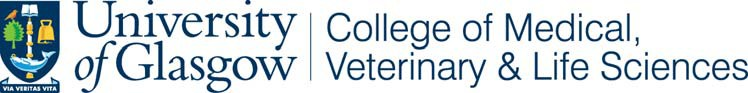 University
of Glasgow
College of Medical,
Veterinary & Life Sciences
VIA VERITAS VITA